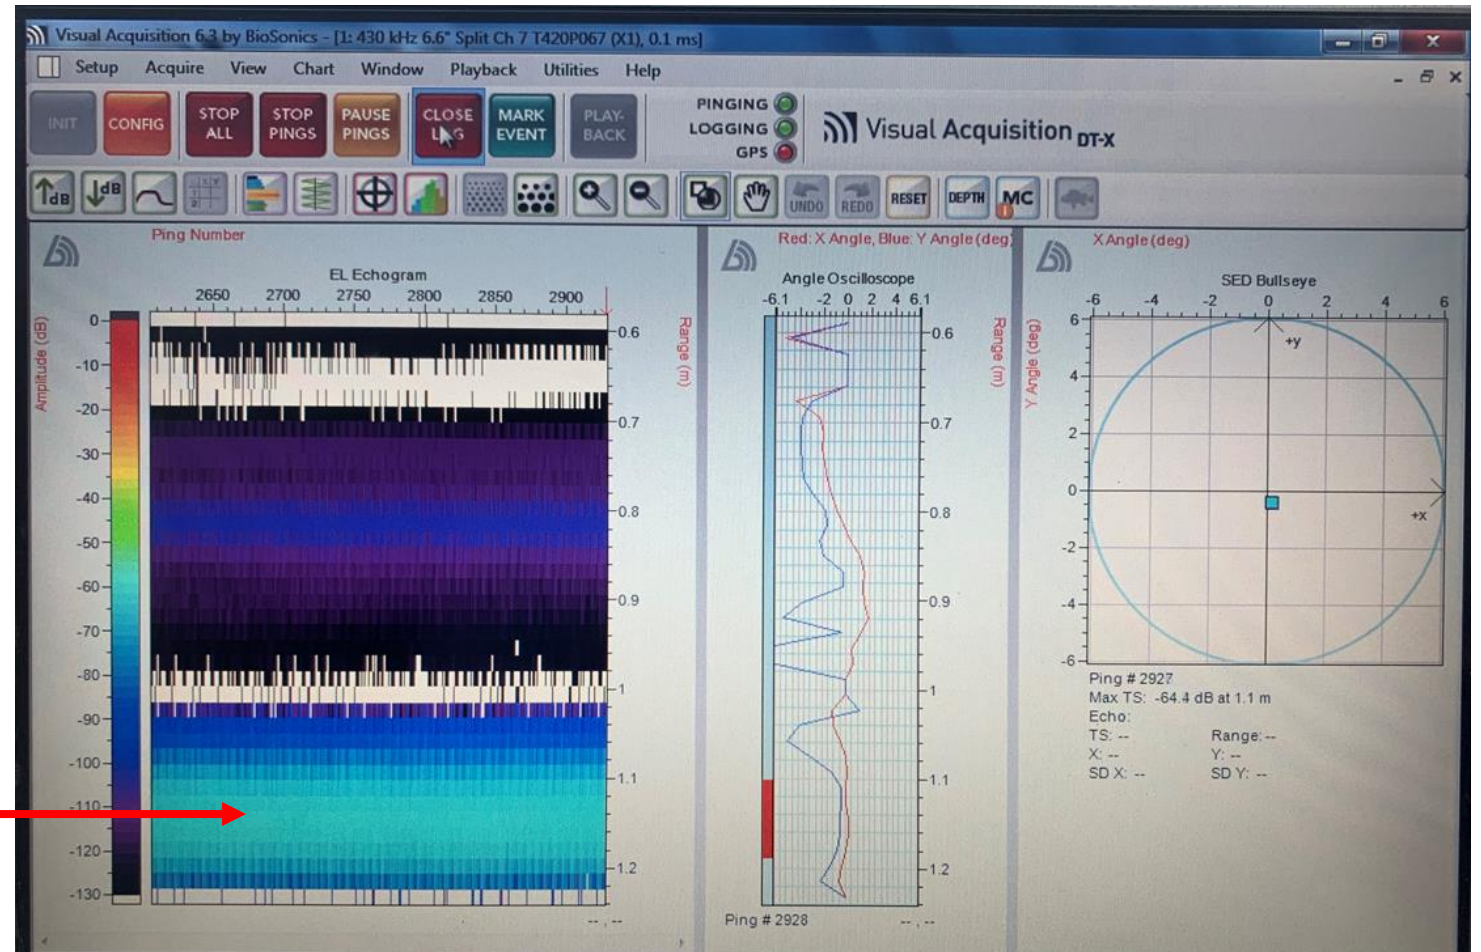 Visual Acquisition 6.3 by BioSonics - [1: 430 kHz 6.6° Split Ch 7 T420P067 (X1), 0.1 ms]
Setup Acquire View Chart Window Playback Utilities Help
INIT
CONFIG
STOP
ALL
STOP
PINGS
PAUSE
PINGS
CLOSE
LOG
MARK
EVENT
PLAY-
BACK
PINGING
LOGGING
GPS
Visual Acquisition DT-X
dB
dB
UNDO
REDO
RESET
DEPTH
MC
Ping Number
EL Echogram
2650 2700 2750 2800 2850 2900
Amplitude (dB)
0
-10
-20
-30
-40
-50
-60
-70
-80
-90
-100
-110
-120
-130
Range (m)
0.6
0.7
0.8
0.9
1
1.1
1.2
-- , --
Red: X Angle, Blue: Y Angle (deg)
Angle Oscilloscope
-6.1 -2 0 2 4 6.1
Range (m)
0.6
0.7
0.8
0.9
1
1.1
1.2
Ping # 2928
-- , --
X Angle (deg)
SED Bullseye
-6 -4 -2 0 2 4 6
Y Angle (deg)
6
4
2
0
-2
-4
-6
+y
+x
Ping # 2927
Max TS: -64.4 dB at 1.1 m
Echo:
TS: -- Range: --
X: -- Y: --
SD X: -- SD Y: --